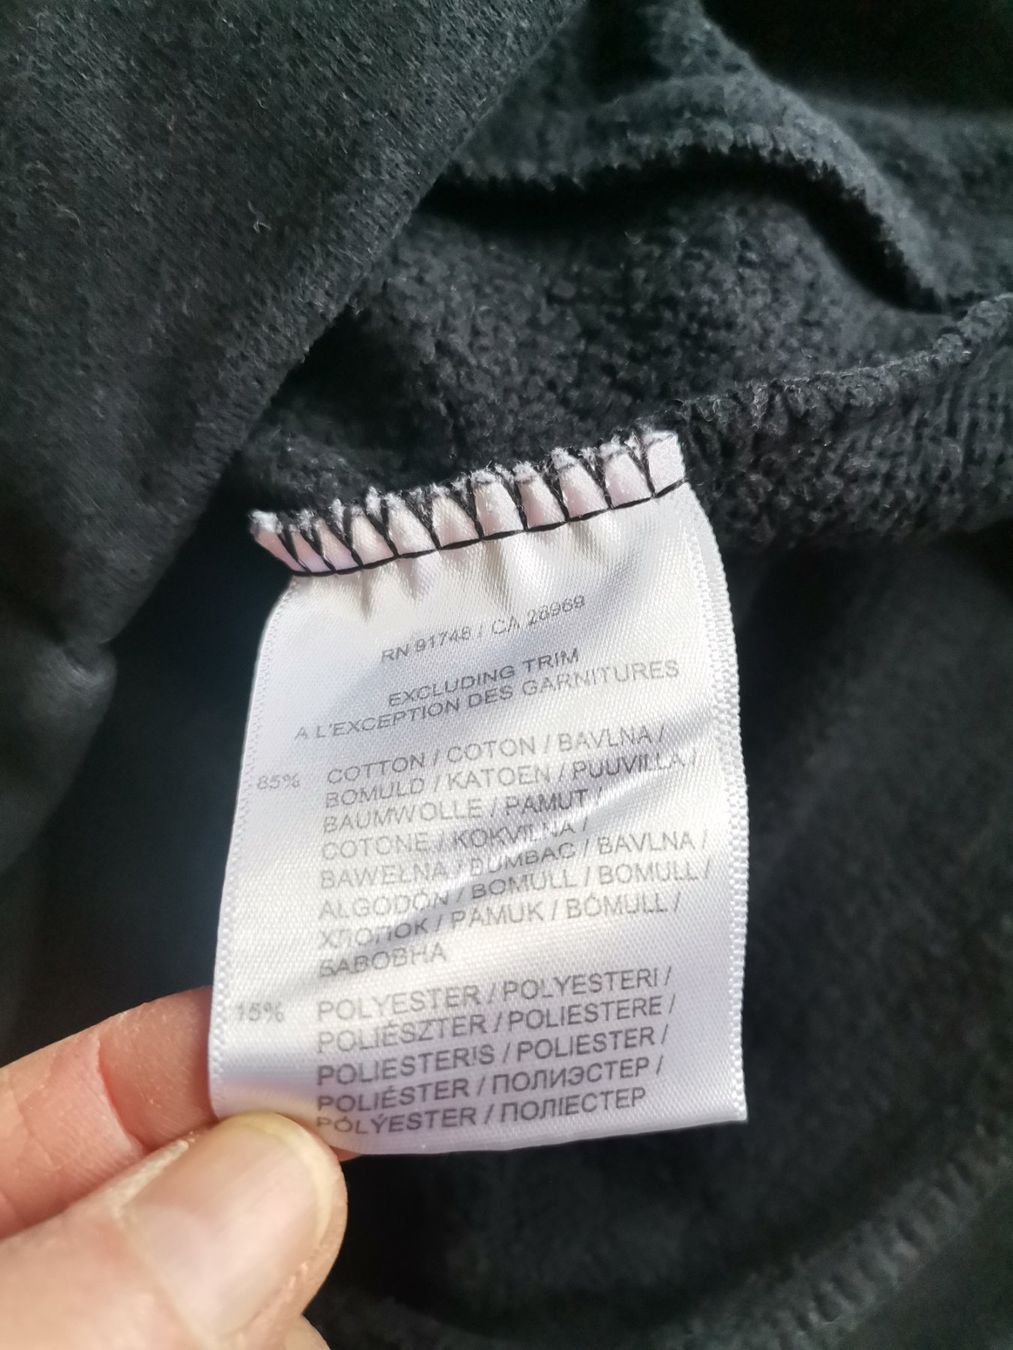 RN 91748 / CA 26969
EXCLUDING TRIM
A L'EXCEPTION DES GARNITURES
85% COTTON / COTON / BAVLNA /
BOMULD / KATOEN / PUUVILLA /
BAUMWOLLE / PAMUT /
COTONE / KOKVILNA /
BAWEŁNA / BUMBAC / BAVLNA /
ALGODÓN / BOMULL / BOMULL /
ХЛОПОК / PAMUK / BÓMULL /
БАВОВНА
15% POLYESTER / POLYESTERI /
POLIÉSZTER / POLIESTERE /
POLIESTERIS / POLIESTER /
POLIÉSTER / ПОЛИЭСТЕР /
PÓLÝESTER / ПОЛІЕСТЕР